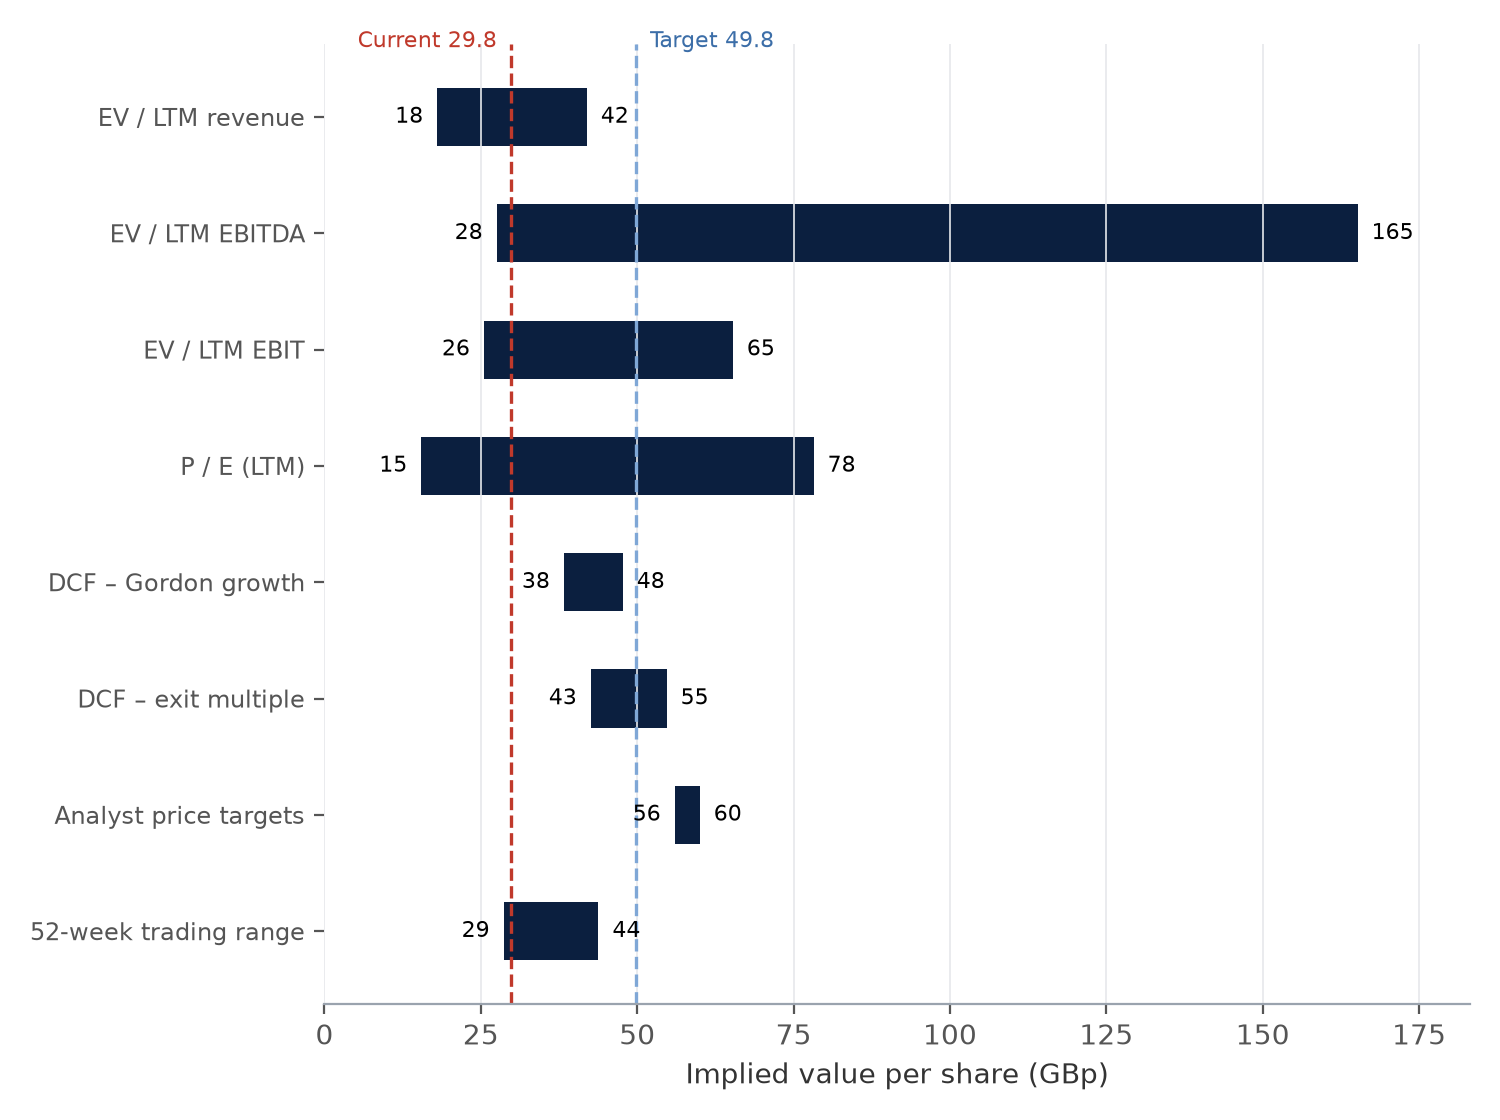 Current 29.8 Target 49.8
EV / LTM revenue 18 42
EV / LTM EBITDA 28 165
EV / LTM EBIT 26 65
P / E (LTM) 15 78
DCF – Gordon growth 38 48
DCF – exit multiple 43 55
Analyst price targets 56 60
52-week trading range 29 44
0 25 50 75 100 125 150 175
Implied value per share (GBp)